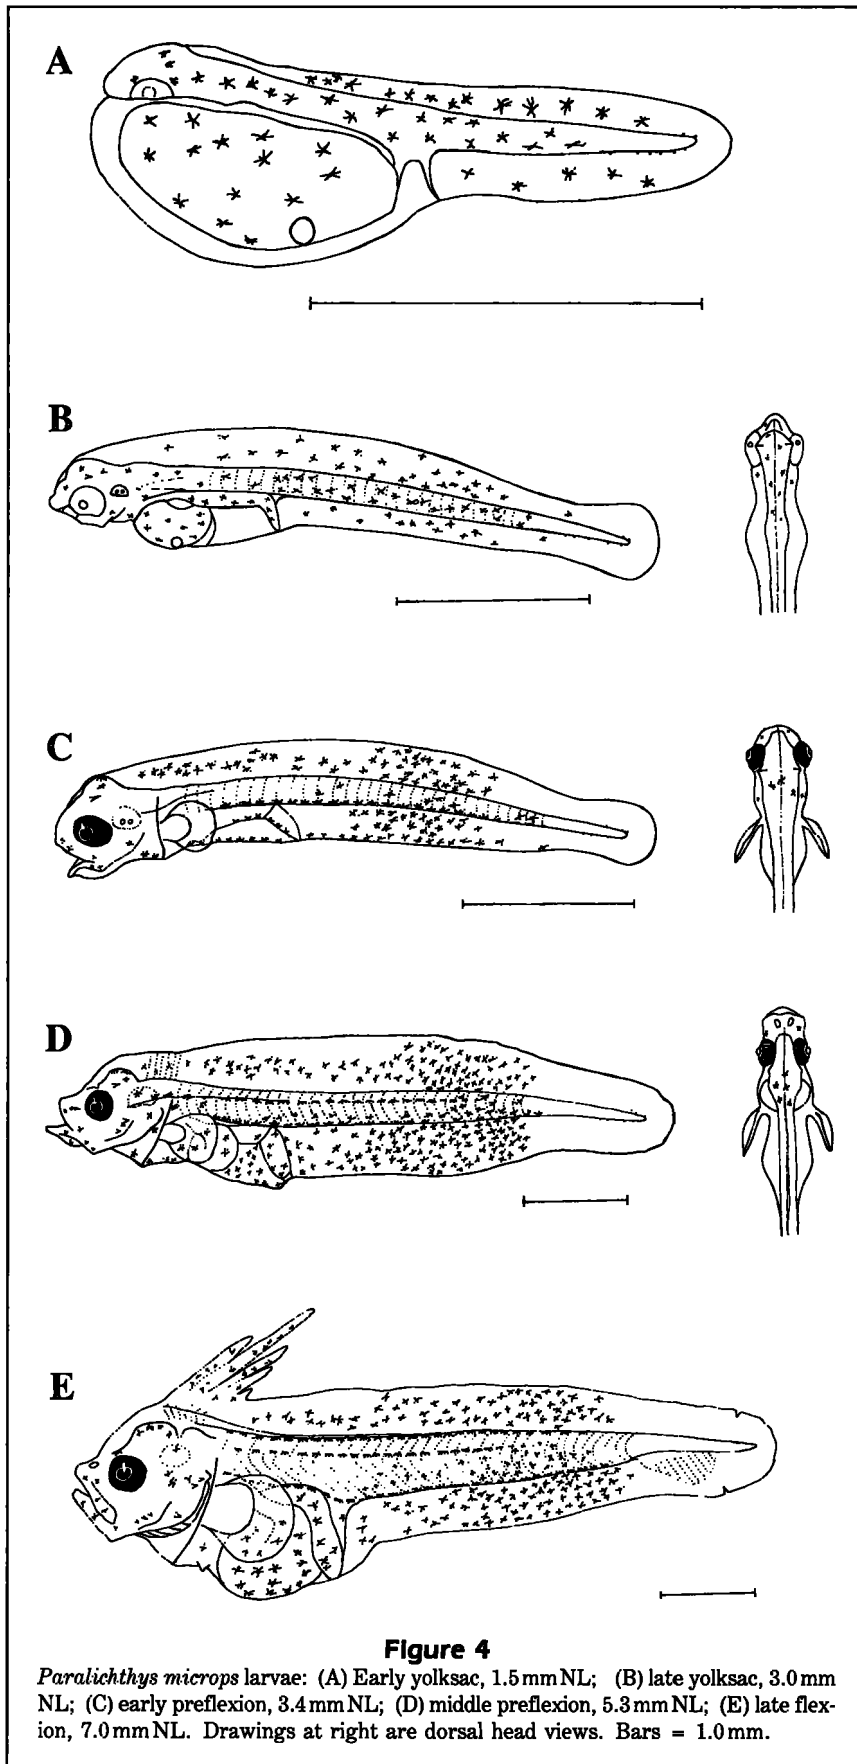 A
B
C
D
E
Figure 4
Paralichthys microps larvae: (A) Early yolksac, 1.5 mm NL; (B) late yolksac, 3.0 mm
NL; (C) early preflexion, 3.4 mm NL; (D) middle preflexion, 5.3 mm NL; (E) late flex-
ion, 7.0 mm NL. Drawings at right are dorsal head views. Bars = 1.0 mm.